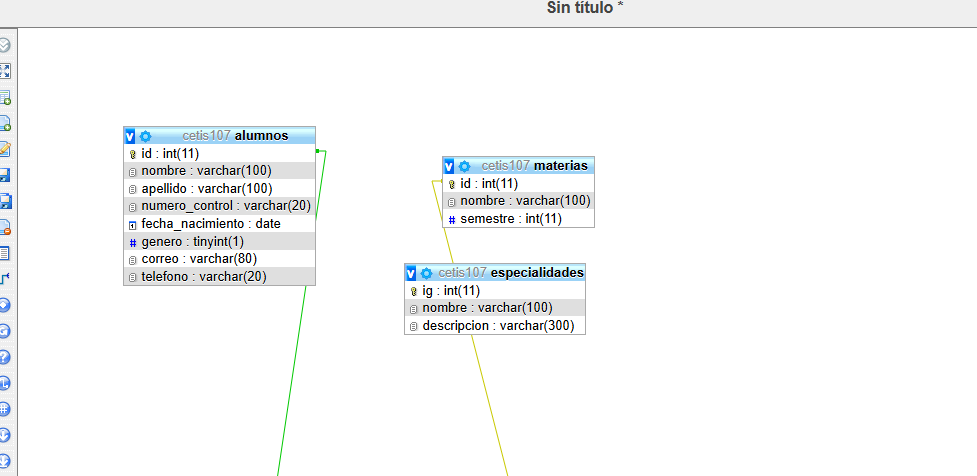 Sin título *
cetis107 alumnos
id : int(11)
nombre : varchar(100)
apellido : varchar(100)
numero_control : varchar(20)
fecha_nacimiento : date
genero : tinyint(1)
correo : varchar(80)
telefono : varchar(20)
cetis107 materias
id : int(11)
nombre : varchar(100)
semestre : int(11)
cetis107 especialidades
ig : int(11)
nombre : varchar(100)
descripcion : varchar(300)